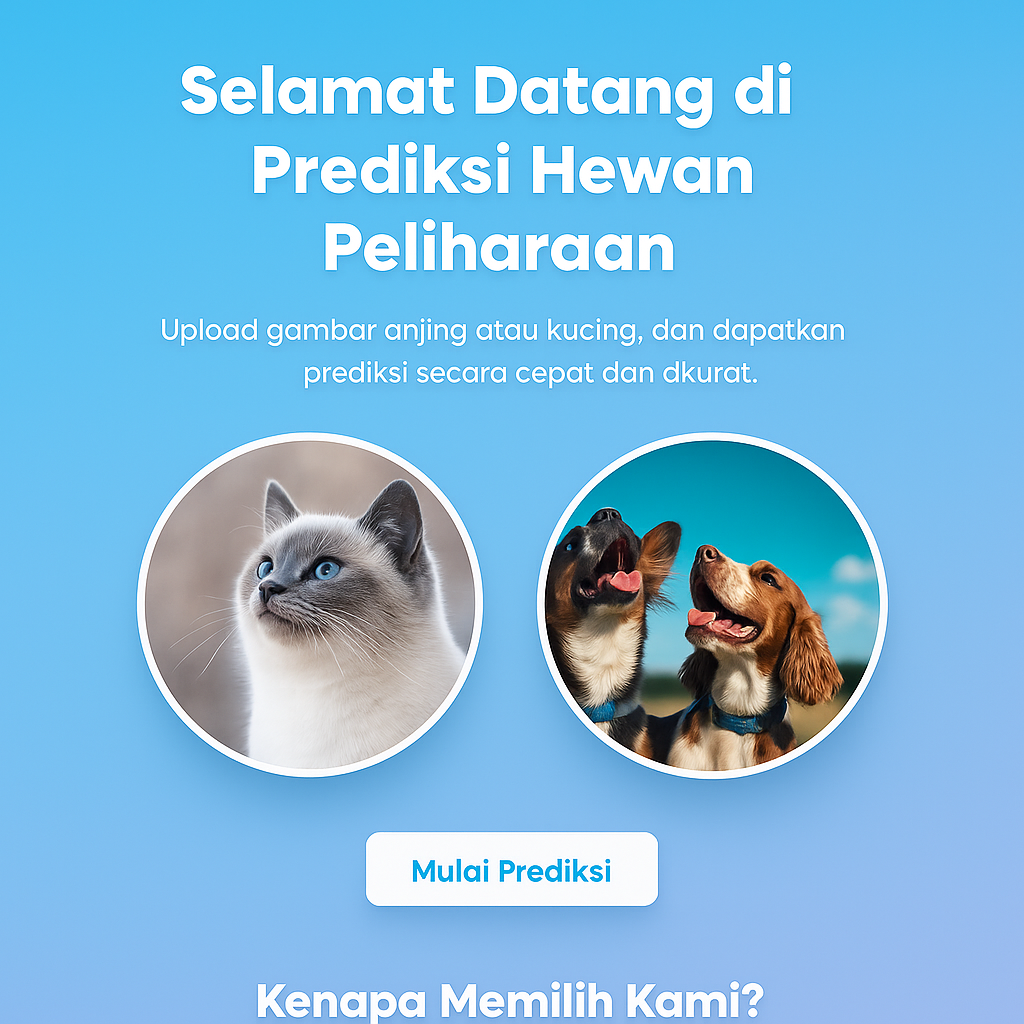 Selamat Datang di
Prediksi Hewan
Peliharaan
Upload gambar anjing atau kucing, dan dapatkan
prediksi secara cepat dan dkurat.
Mulai Prediksi
Kenapa Memilih Kami?